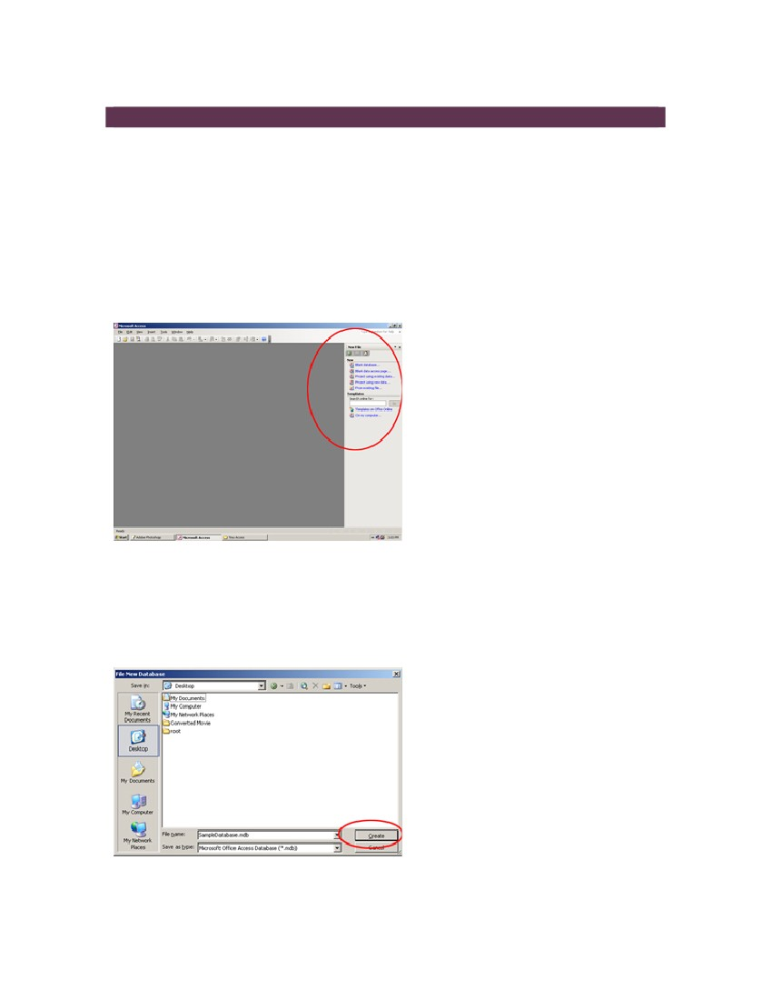 Microsoft Access
File Edit View Insert Tools Window Help
New File
New
Blank database...
Blank data access page...
Project using existing data...
Project using new data...
From existing file...
Templates
Search online for:
Go
Templates on Office Online
On my computer...
Ready
Start Adobe Photoshop Microsoft Access
File New Database
Save in: Desktop Tools
My Recent Documents
Desktop
My Documents
My Computer
My Network Places
My Documents
My Computer
My Network Places
Converted Movie
root
File name: SampleDatabase.mdb Create
Save as type: Microsoft Office Access Database (*.mdb) Cancel